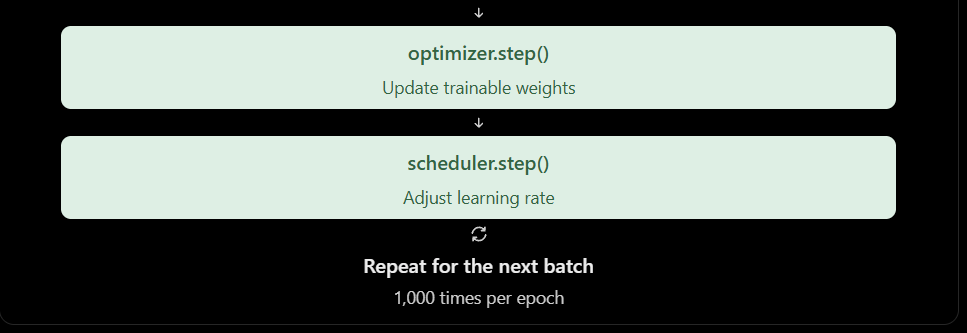 optimizer.step()
Update trainable weights
scheduler.step()
Adjust learning rate
Repeat for the next batch
1,000 times per epoch